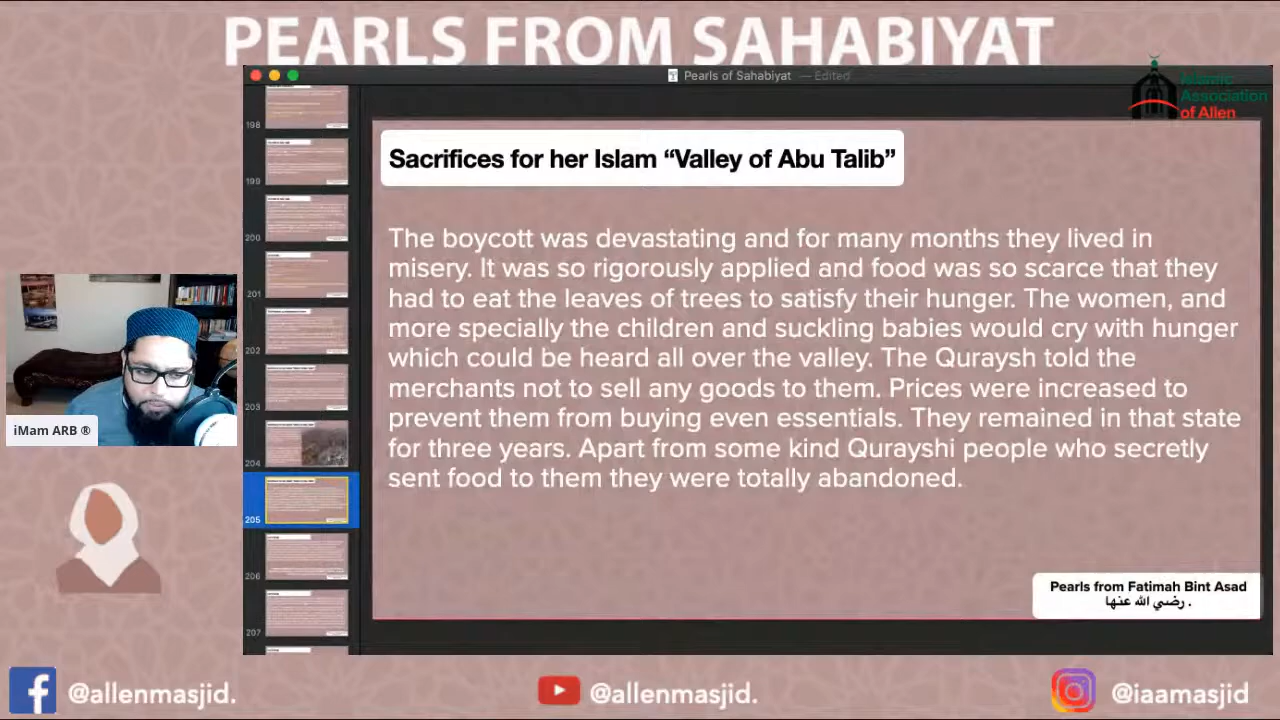 PEARLS FROM SAHABIYAT
Pearls of Sahabiyat — Edited
Islamic
Association
of Allen
198
199
200
201
202
203
204
205
206
207
Sacrifices for her Islam “Valley of Abu Talib”
The boycott was devastating and for many months they lived in
misery. It was so rigorously applied and food was so scarce that they
had to eat the leaves of trees to satisfy their hunger. The women, and
more specially the children and suckling babies would cry with hunger
which could be heard all over the valley. The Quraysh told the
merchants not to sell any goods to them. Prices were increased to
prevent them from buying even essentials. They remained in that state
for three years. Apart from some kind Qurayshi people who secretly
sent food to them they were totally abandoned.
Pearls from Fatimah Bint Asad
رضي الله عنها .
iMam ARB ®
@allenmasjid.
@allenmasjid.
@iaamasjid